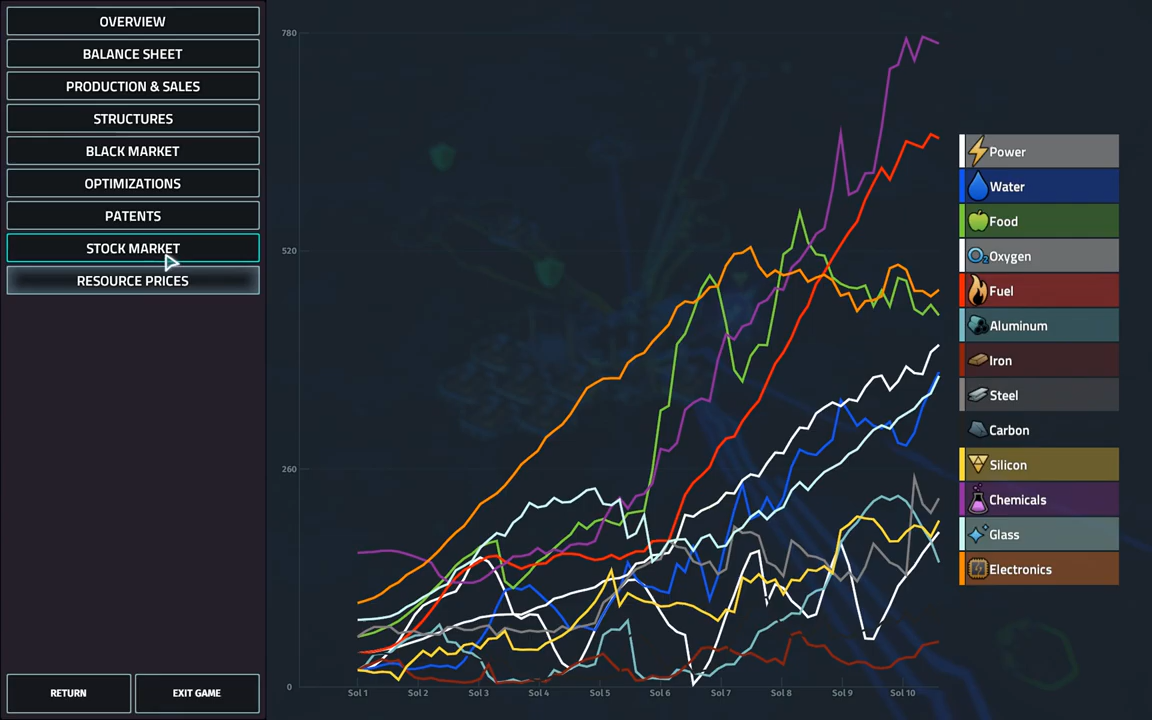 OVERVIEW
BALANCE SHEET
PRODUCTION & SALES
STRUCTURES
BLACK MARKET
OPTIMIZATIONS
PATENTS
STOCK MARKET
RESOURCE PRICES
RETURN
EXIT GAME
780
520
260
0
Sol 1
Sol 2
Sol 3
Sol 4
Sol 5
Sol 6
Sol 7
Sol 8
Sol 9
Sol 10
Power
Water
Food
O2 Oxygen
Fuel
Aluminum
Iron
Steel
Carbon
Silicon
Chemicals
Glass
Electronics